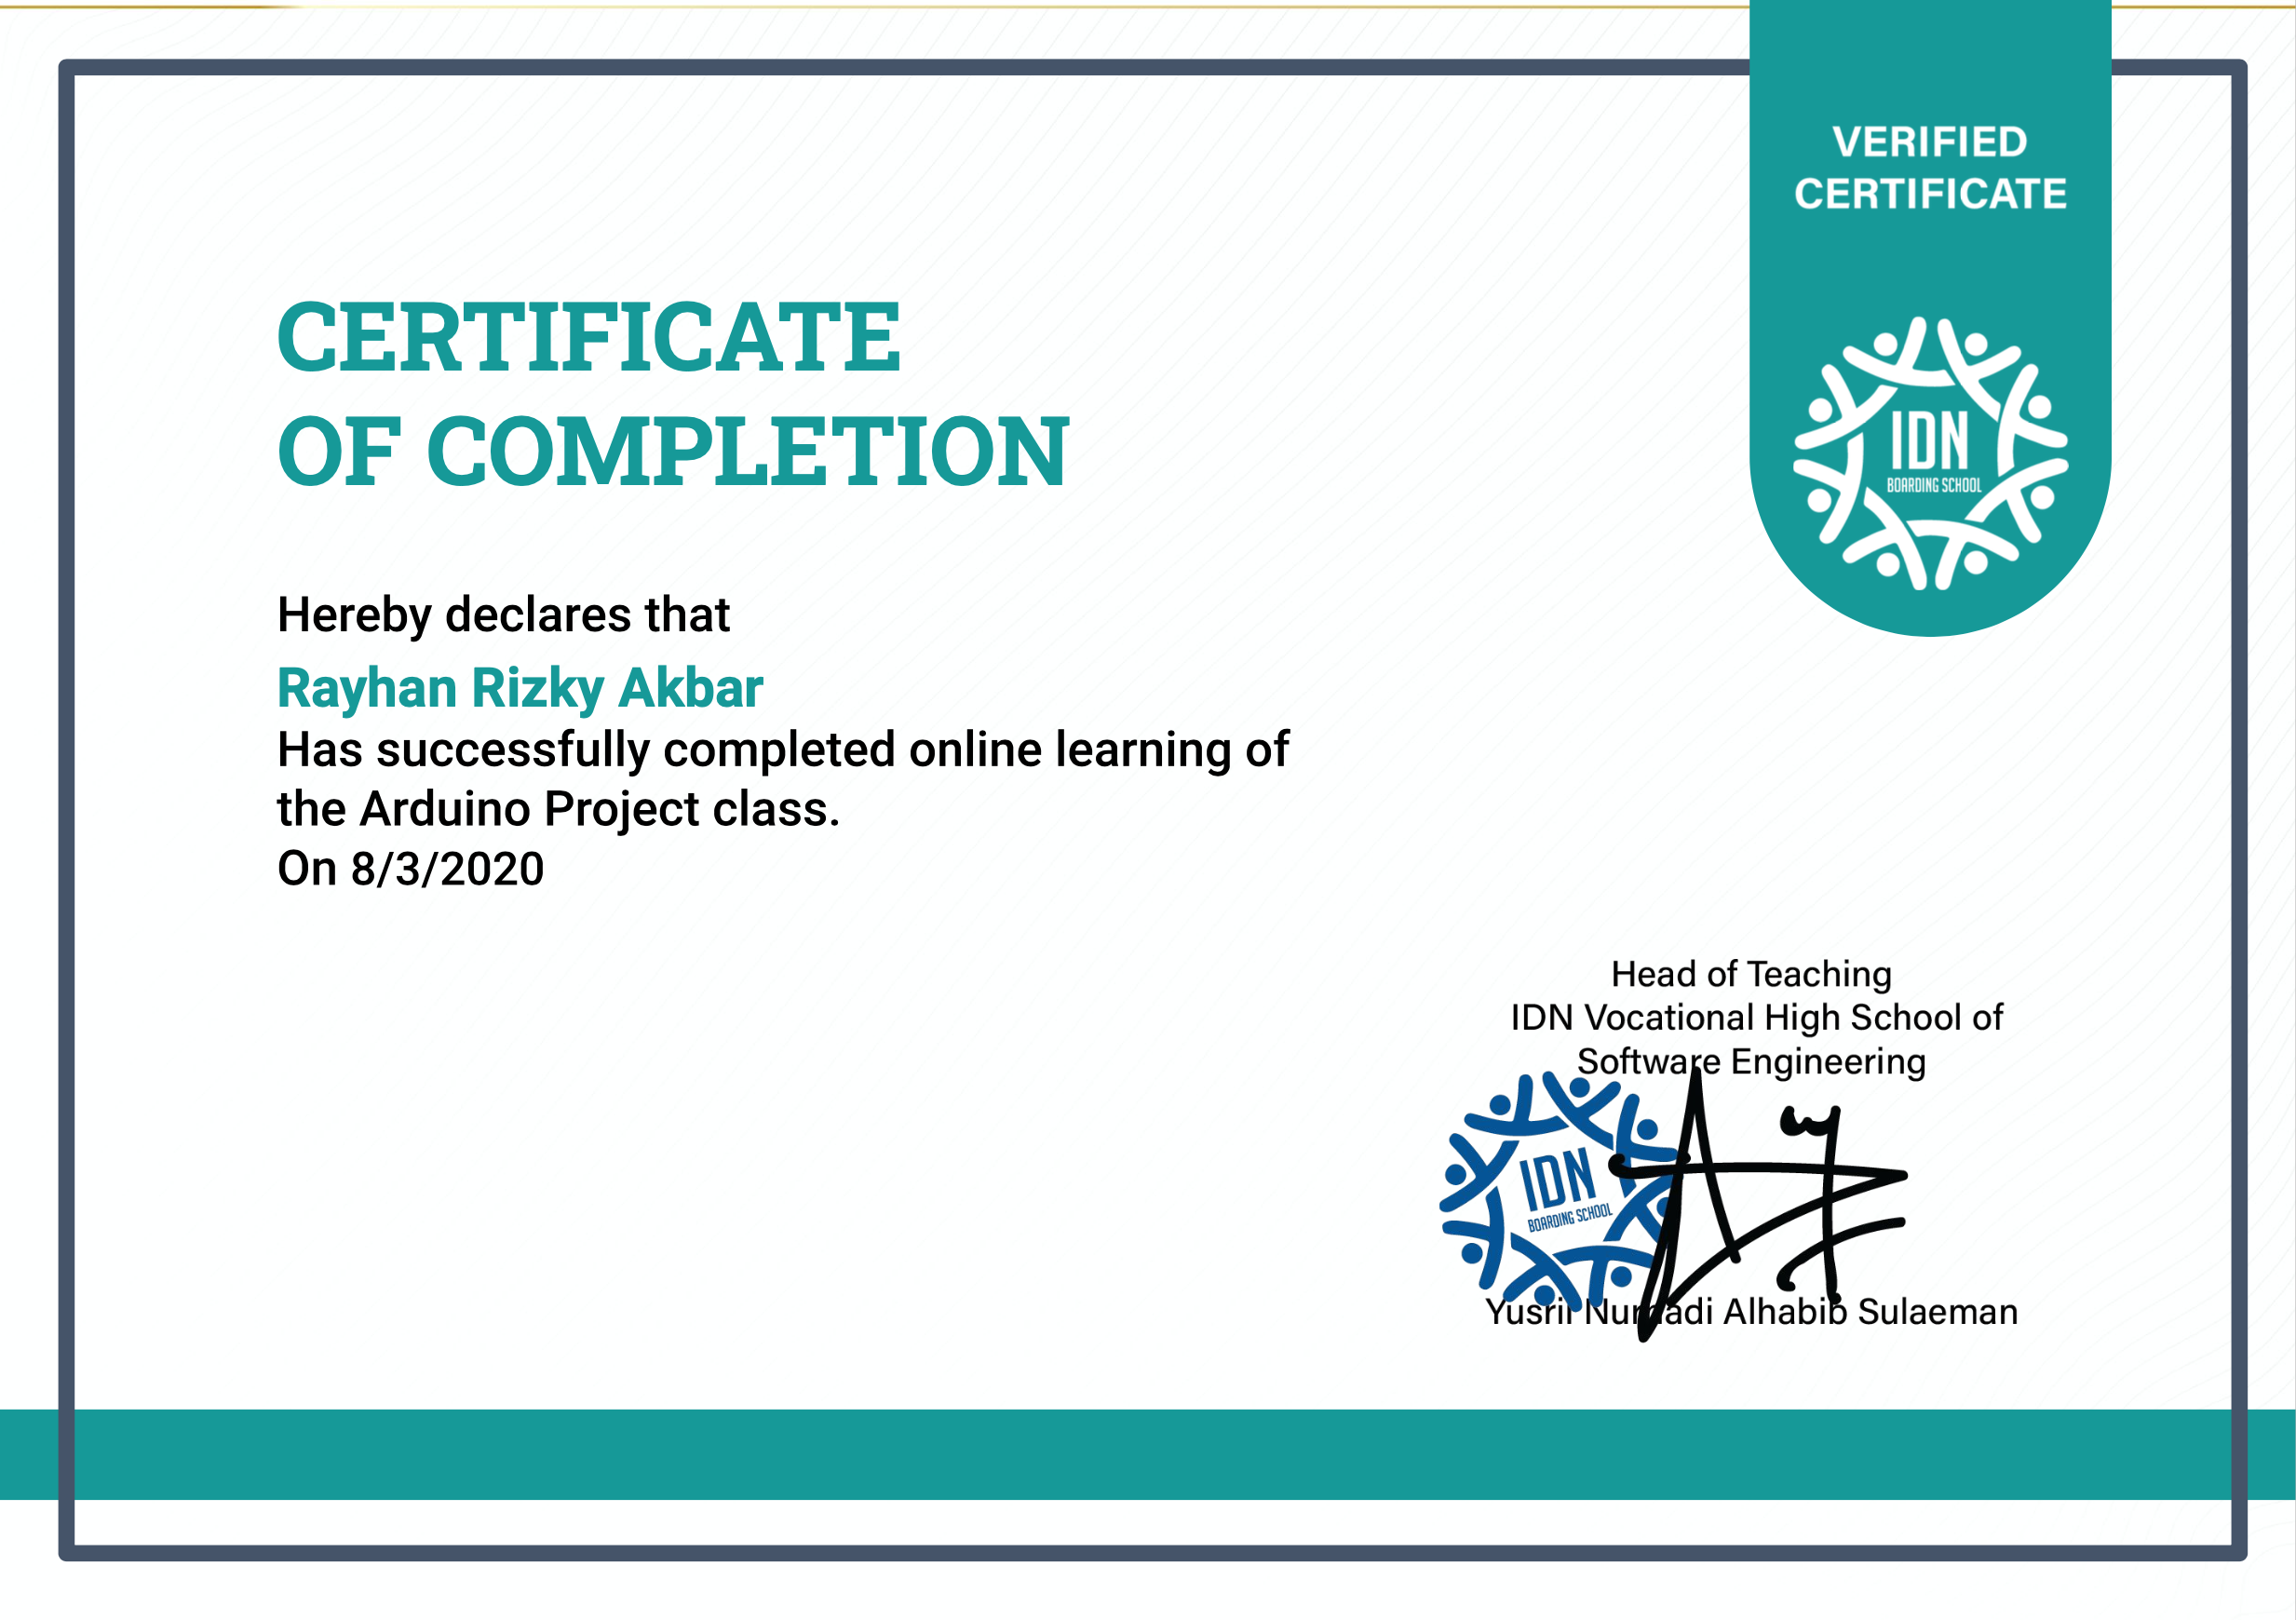 VERIFIED
CERTIFICATE
IDN
BOARDING SCHOOL
CERTIFICATE
OF COMPLETION
Hereby declares that
Rayhan Rizky Akbar
Has successfully completed online learning of
the Arduino Project class.
On 8/3/2020
Head of Teaching
IDN Vocational High School of
Software Engineering
IDN
BOARDING SCHOOL
Alhabib Sulaeman